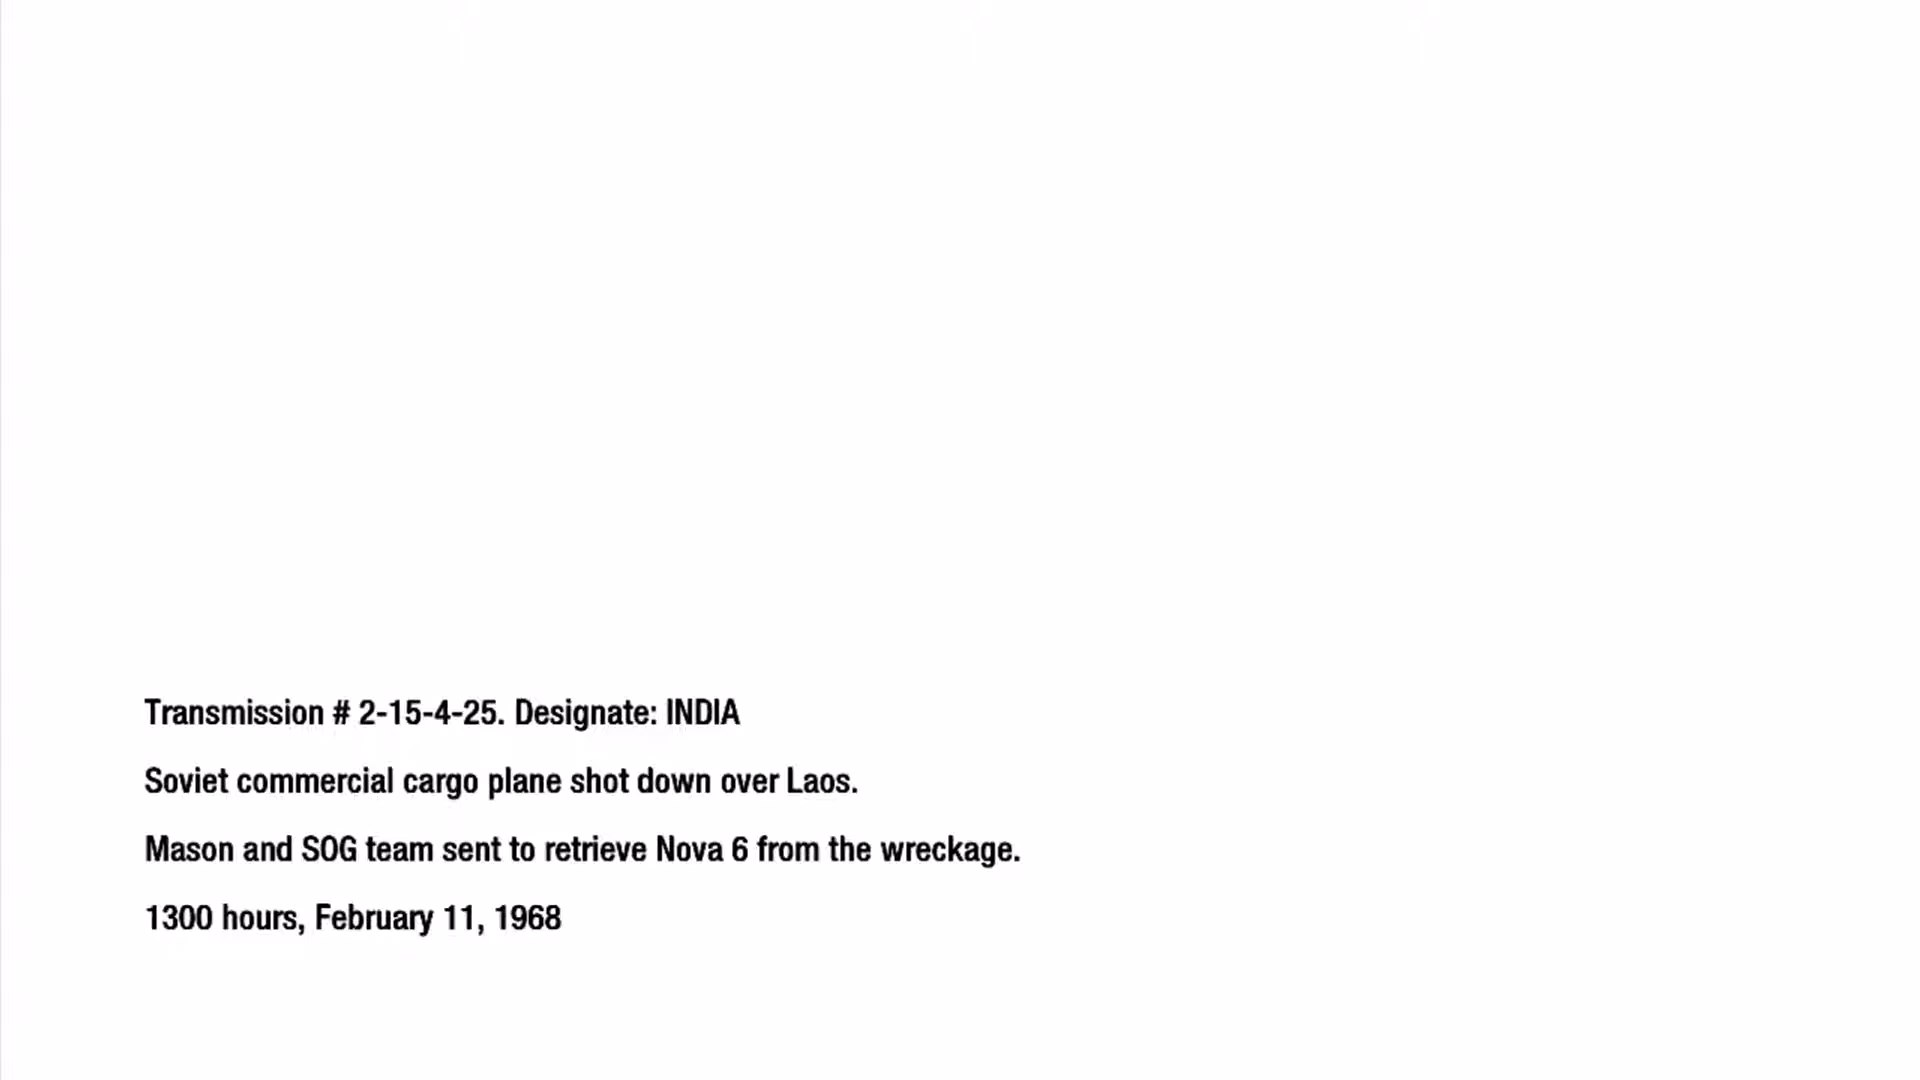 Transmission # 2-15-4-25. Designate: INDIA
Soviet commercial cargo plane shot down over Laos.
Mason and SOG team sent to retrieve Nova 6 from the wreckage.
1300 hours, February 11, 1968